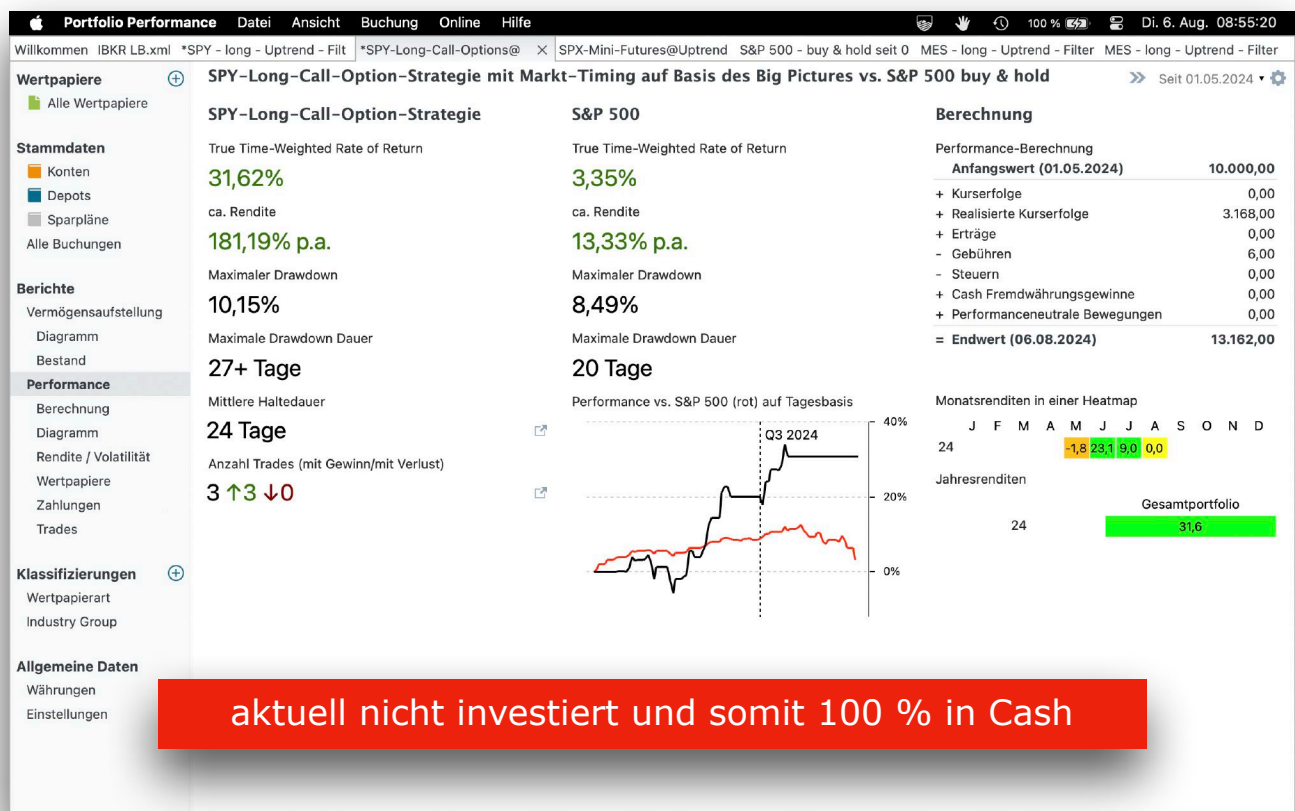 Portfolio Performance Datei Ansicht Buchung Online Hilfe 100 % Di. 6. Aug. 08:55:20
Willkommen IBKR LB.xml *SPY - long - Uptrend - Filt *SPY-Long-Call-Options@ × SPX-Mini-Futures@Uptrend S&P 500 - buy & hold seit 0 MES - long - Uptrend - Filter MES - long - Uptrend - Filter
Wertpapiere
Alle Wertpapiere
Stammdaten
Konten
Depots
Sparpläne
Alle Buchungen
Berichte
Vermögensaufstellung
Diagramm
Bestand
Performance
Berechnung
Diagramm
Rendite / Volatilität
Wertpapiere
Zahlungen
Trades
Klassifizierungen
Wertpapierart
Industry Group
Allgemeine Daten
Währungen
Einstellungen
SPY-Long-Call-Option-Strategie mit Markt-Timing auf Basis des Big Pictures vs. S&P 500 buy & hold
Seit 01.05.2024
SPY-Long-Call-Option-Strategie
True Time-Weighted Rate of Return
31,62%
ca. Rendite
181,19% p.a.
Maximaler Drawdown
10,15%
Maximale Drawdown Dauer
27+ Tage
Mittlere Haltedauer
24 Tage
Anzahl Trades (mit Gewinn/mit Verlust)
3 ↑3 ↓0
S&P 500
True Time-Weighted Rate of Return
3,35%
ca. Rendite
13,33% p.a.
Maximaler Drawdown
8,49%
Maximale Drawdown Dauer
20 Tage
Performance vs. S&P 500 (rot) auf Tagesbasis
Q3 2024
40%
20%
0%
Berechnung
Performance-Berechnung
Anfangswert (01.05.2024) 10.000,00
+ Kurserfolge 0,00
+ Realisierte Kurserfolge 3.168,00
+ Erträge 0,00
- Gebühren 6,00
- Steuern 0,00
+ Cash Fremdwährungsgewinne 0,00
+ Performanceneutrale Bewegungen 0,00
= Endwert (06.08.2024) 13.162,00
Monatsrenditen in einer Heatmap
J F M A M J J A S O N D
24 -1,8 23,1 9,0 0,0
Jahresrenditen
Gesamtportfolio
24 31,6
aktuell nicht investiert und somit 100 % in Cash